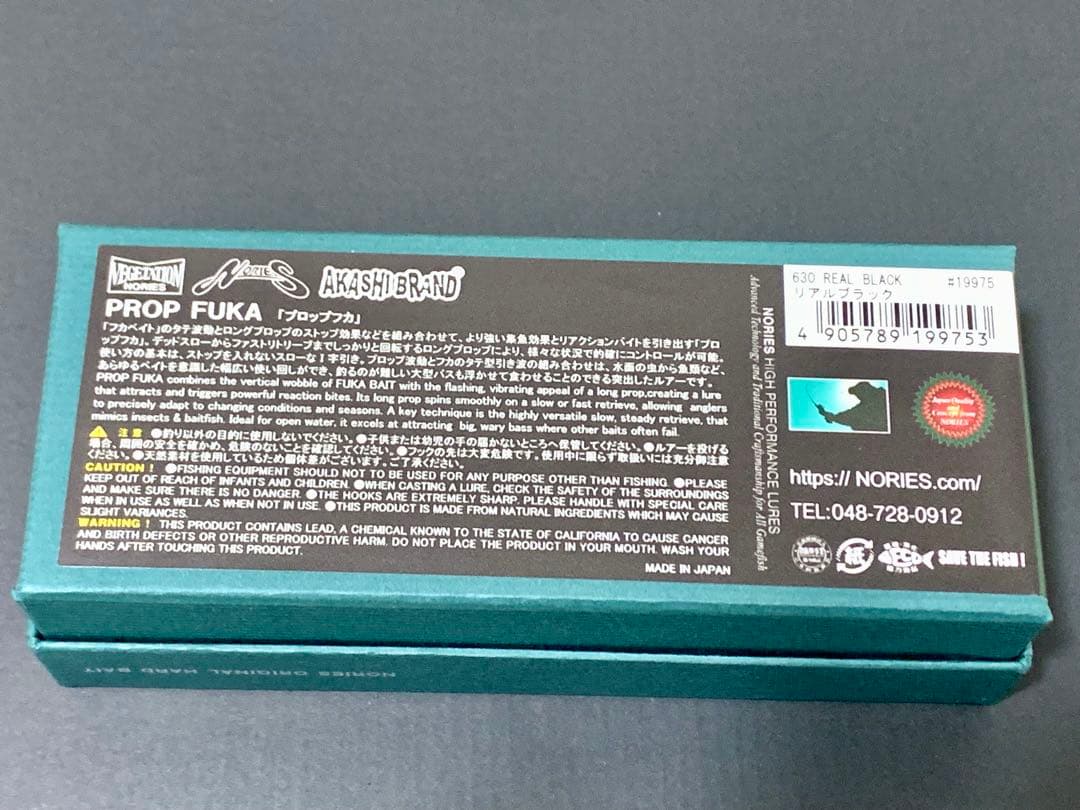 VEGETATION
NORIES
NORIES
AKASHI BRAND
PROP FUKA 「プロップフカ」
「フカベイト」のタテ波動とロングプロップのストップ効果などを組み合わせて、より強い集魚効果とリアクションバイトを引き出す「プロ
ップフカ」。デッドスローからファストリトリーブまでしっかりと回転するロングプロップにより、様々な状況で的確にコントロールが可能。
使い方の基本は、ストップを入れないスローなI字引き。プロップ波動とフカのタテ型引き波の組み合わせは、水面の虫から魚類など、
あらゆるベイトを意識した幅広い使い回しができ、釣るのが難しい大型バスも浮かせて食わせることのできる突出したルアーです。
PROP FUKA combines the vertical wobble of FUKA BAIT with the flashing, vibrating appeal of a long prop,creating a lure
that attracts and triggers powerful reaction bites. Its long prop spins smoothly on a slow or fast retrieve,allowing anglers
to precisely adapt to changing conditions and seasons. A key technique is the highly versatile slow, steady retrieve, that
mimics insects & baitfish. Ideal for open water, it excels at attracting big, wary bass where other baits often fail.
注意 ●釣り以外の目的に使用しないでください。●子供または幼児の手の届かないところへ保管してください。●ルアーを投げる
場合、周囲の安全を確かめ、危険のないことを確認してください。●フックの先は大変危険です。使用中に限らず取扱いには充分御注意
ください。●天然素材を使用しているため個体差がございます。ご了承ください。
CAUTION! ●FISHING EQUIPMENT SHOULD NOT TO BE USED FOR ANY PURPOSE OTHER THAN FISHING. ●PLEASE
KEEP OUT OF REACH OF INFANTS AND CHILDREN. ●WHEN CASTING A LURE, CHECK THE SAFETY OF THE SURROUNDINGS
AND MAKE SURE THERE IS NO DANGER. ●THE HOOKS ARE EXTREMELY SHARP. PLEASE HANDLE WITH SPECIAL CARE
WHEN IN USE AS WELL AS WHEN NOT IN USE. ●THIS PRODUCT IS MADE FROM NATURAL INGREDIENTS WHICH MAY CAUSE
SLIGHT VARIANCES.
WARNING! THIS PRODUCT CONTAINS LEAD, A CHEMICAL KNOWN TO THE STATE OF CALIFORNIA TO CAUSE CANCER
AND BIRTH DEFECTS OR OTHER REPRODUCTIVE HARM. DO NOT PLACE THE PRODUCT IN YOUR MOUTH. WASH YOUR
HANDS AFTER TOUCHING THIS PRODUCT.
MADE IN JAPAN
NORIES HIGH PERFORMANCE LURES
Advanced Technology and Traditional Craftsmanship for All Gamefish
630 REAL BLACK #19975
リアルブラック
4 905789 199753
Japan Quality
and
Concept from
NORIES
https// NORIES.com/
TEL:048-728-0912
紙
SAVE THE FISH!
NORIES ORIGINAL HARD BAIT